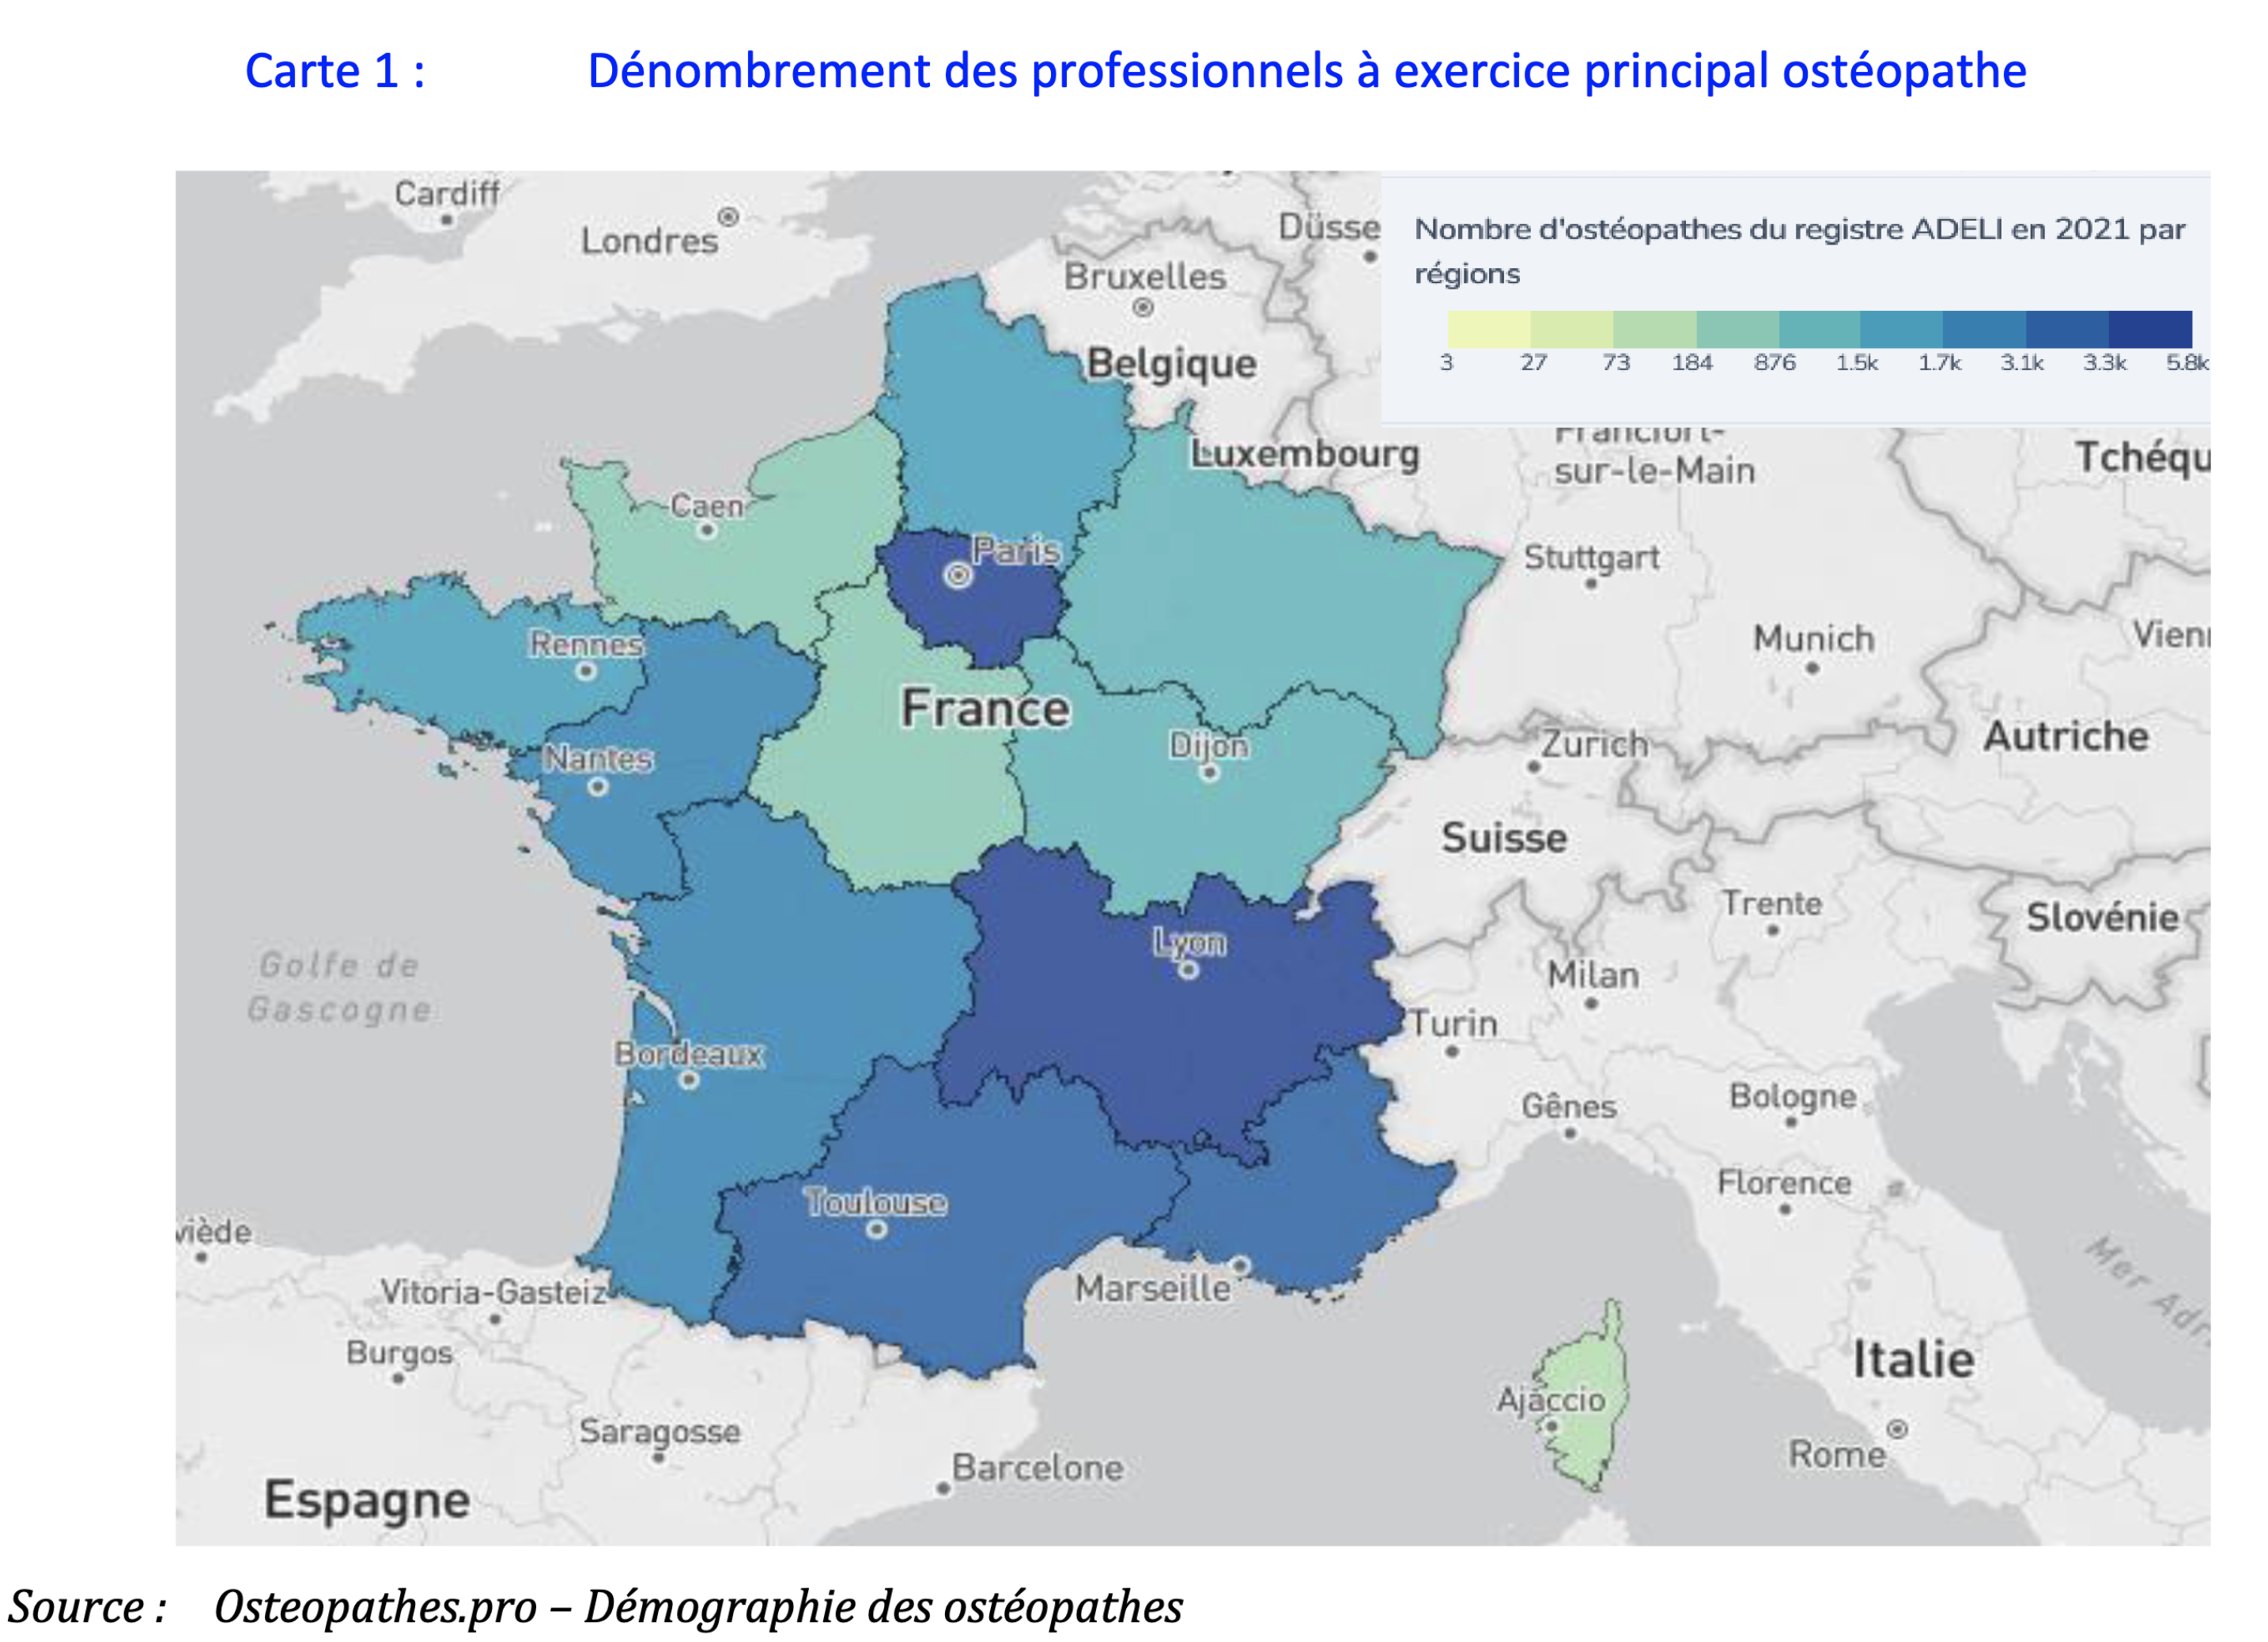 Carte 1 : Dénombrement des professionnels à exercice principal ostéopathe
Cardiff
Londres
Düsse
Nombre d'ostéopathes du registre ADELI en 2021 par
régions
3 27 73 184 876 1.5k 1.7k 3.1k 3.3k 5.8k
Bruxelles
Belgique
Luxembourg
sur-le-Main
Tchéqu
Caen
Paris
Stuttgart
Munich
Vien
Rennes
France
Nantes
Dijon
Zurich
Autriche
Suisse
Trente
Slovénie
Lyon
Golfe de
Gascogne
Milan
Turin
Bordeaux
Gênes
Bologne
Toulouse
Florence
viède
Mer Adr
Vitoria-Gasteiz
Marseille
Burgos
Italie
Ajaccio
Saragosse
Rome
Barcelone
Espagne
Source : Osteopathes.pro – Démographie des ostéopathes